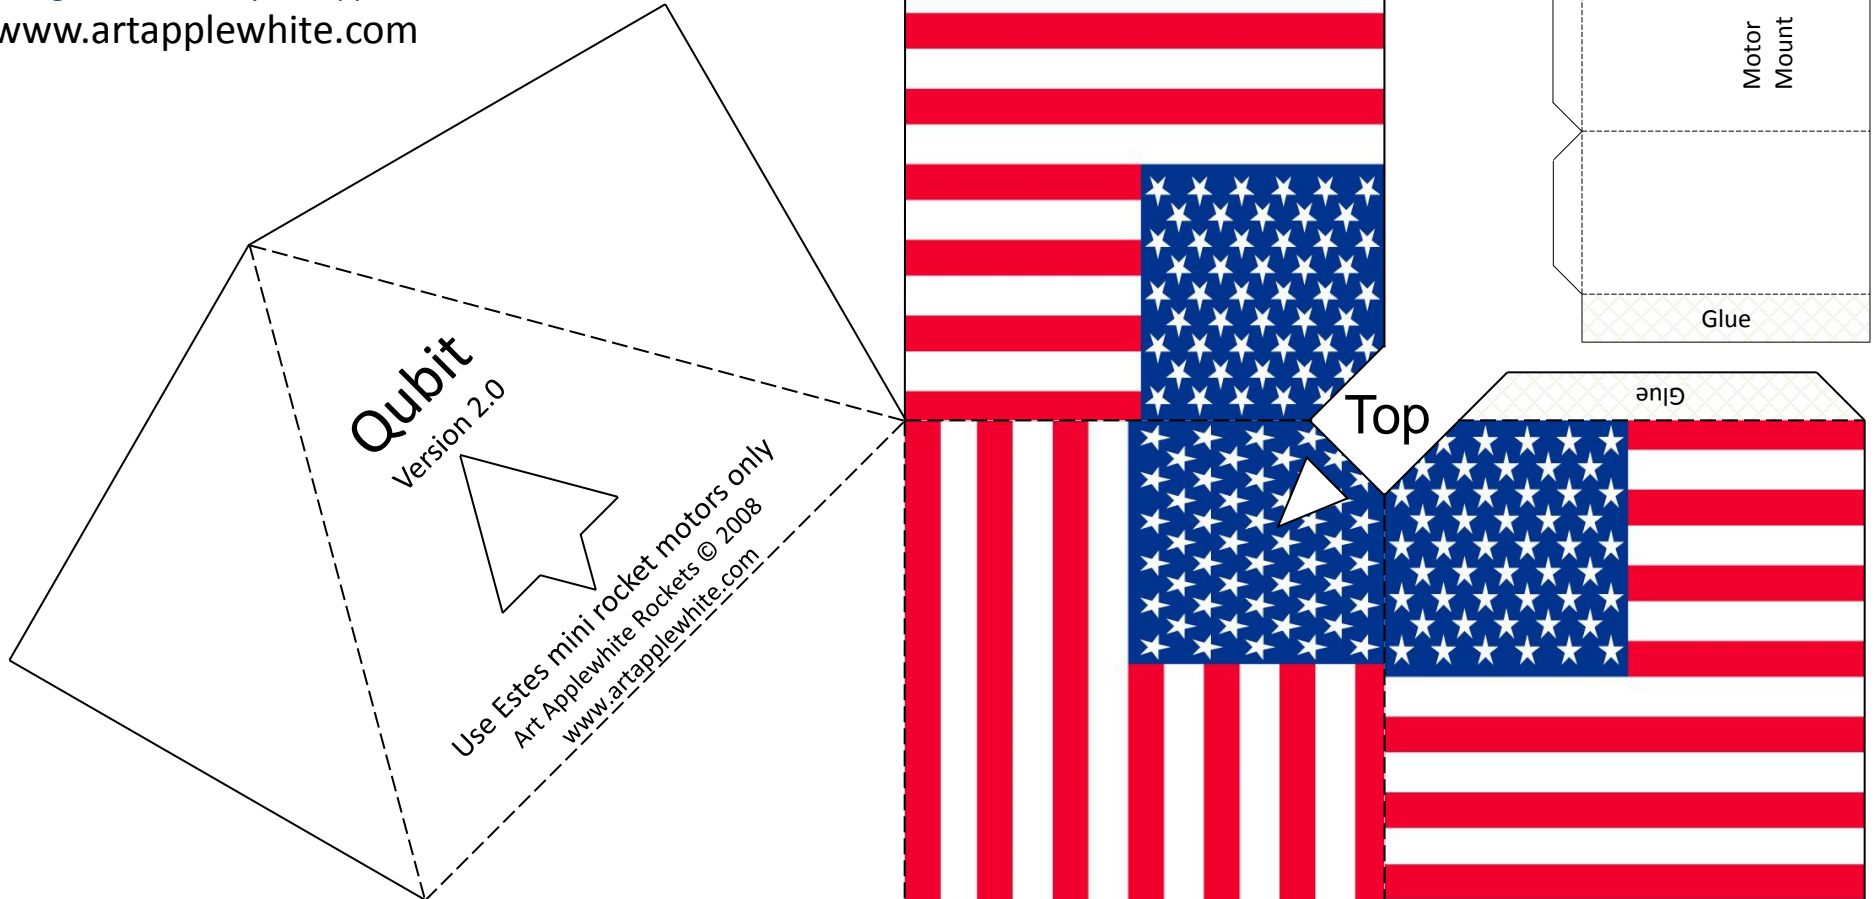 www.artapplewhite.com
Motor
Mount
Glue
Glue
Top
Qubit
Version 2.0
Use Estes mini rocket motors only
Art Applewhite Rockets © 2008
www.artapplewhite.com